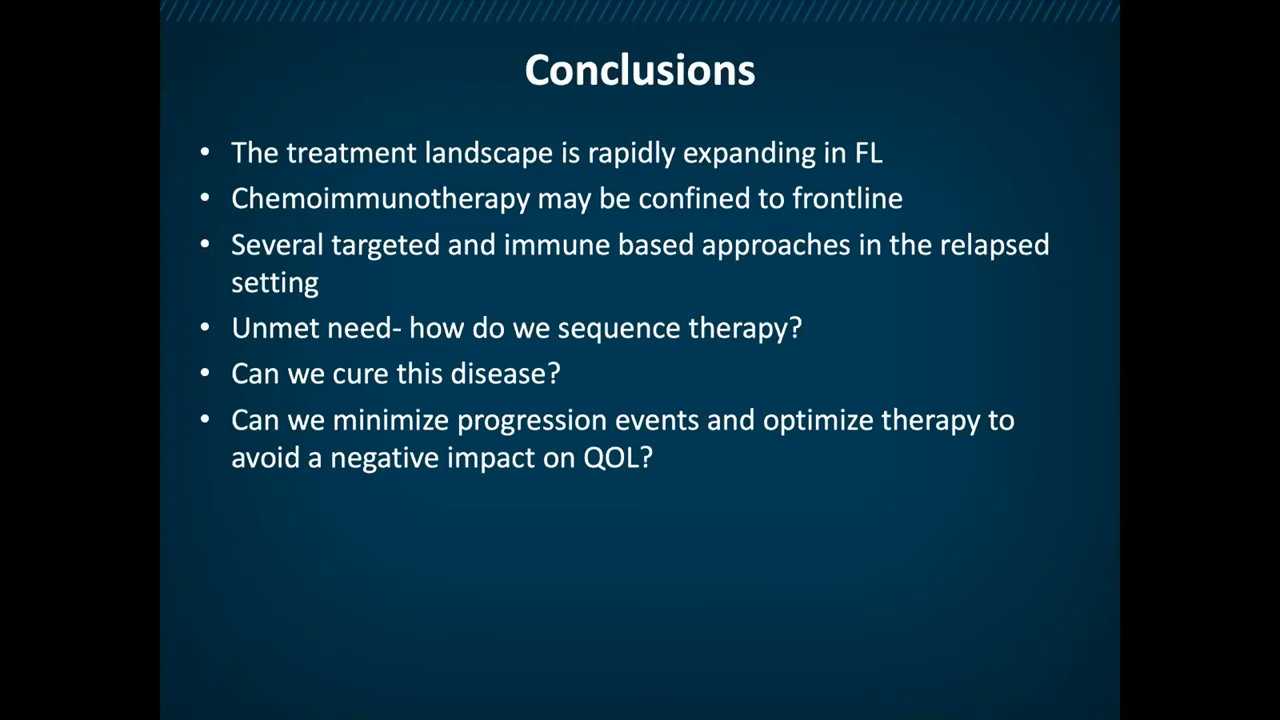 Conclusions
• The treatment landscape is rapidly expanding in FL
• Chemoimmunotherapy may be confined to frontline
• Several targeted and immune based approaches in the relapsed
setting
• Unmet need- how do we sequence therapy?
• Can we cure this disease?
• Can we minimize progression events and optimize therapy to
avoid a negative impact on QOL?